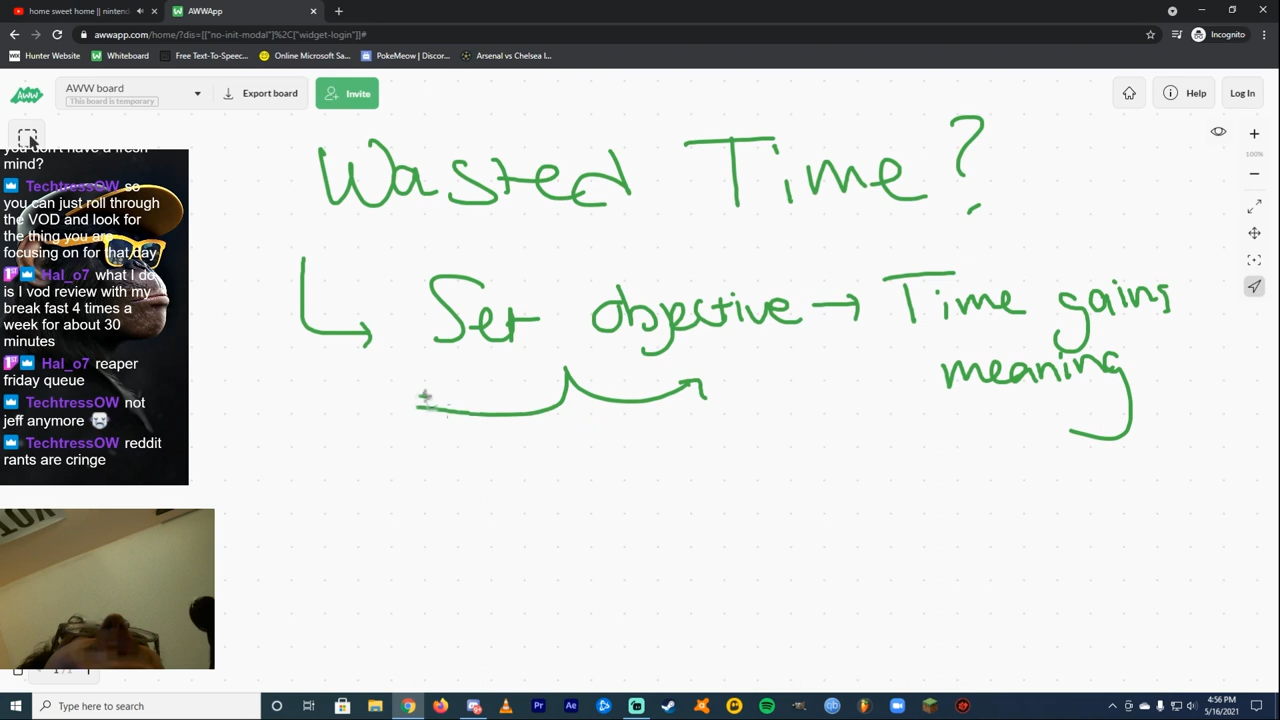 home sweet home || ninten
AWWApp
awwapp.com/home/?dis=[["no-init-modal"]%2C["widget-login"]]#
Incognito
Hunter Website
Whiteboard
Free Text-To-Speec...
Online Microsoft Sa...
PokeMeow | Discor...
Arsenal vs Chelsea I...
AWW
AWW board
This board is temporary
Export board
Invite
Help
Log In
100%
Wasted Time?
Set objective → Time gains
meaning
you don't have a fresh
mind?
TechtressOW so
you can just roll through
the VOD and look for
the thing you are
focusing on for that day
Hal_o7 what I do
is I vod review with my
break fast 4 times a
week for about 30
minutes
Hal_o7 reaper
friday queue
TechtressOW not
jeff anymore
TechtressOW reddit
rants are cringe
Type here to search
4:56 PM
5/16/2021